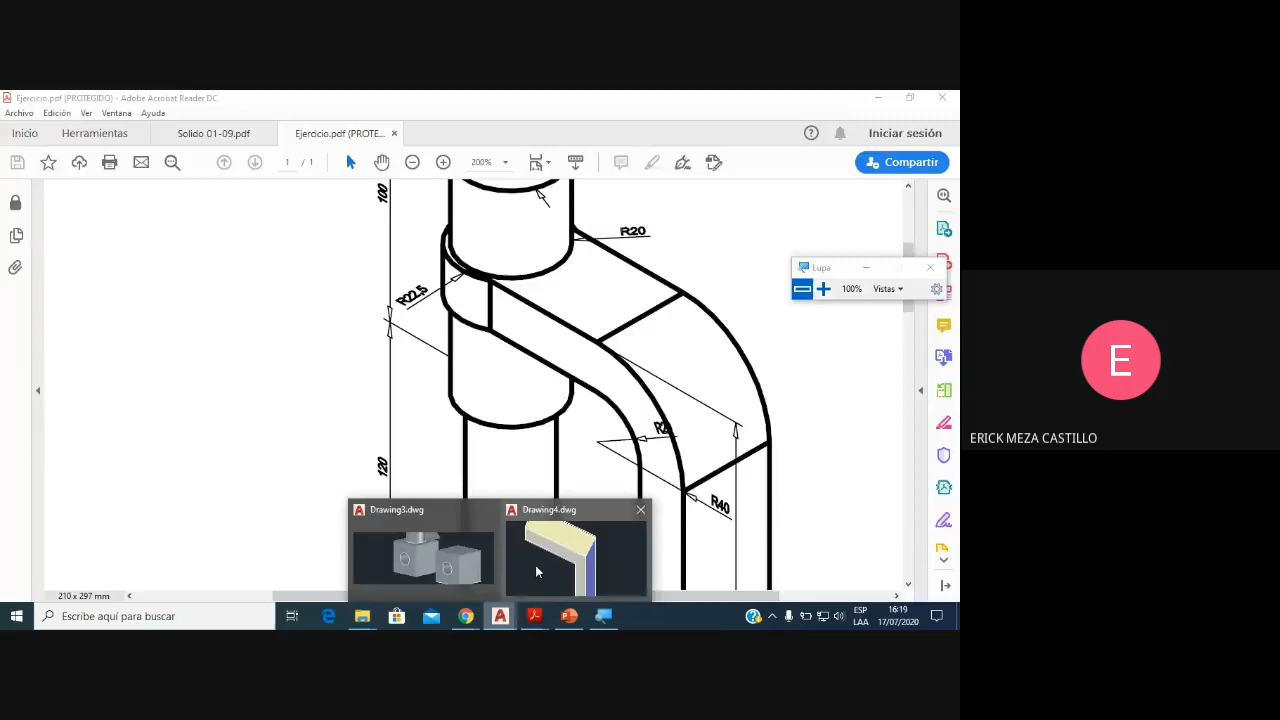 Ejercicio.pdf (PROTEGIDO) - Adobe Acrobat Reader DC
Archivo Edición Ver Ventana Ayuda
Inicio Herramientas Solido 01-09.pdf Ejercicio.pdf (PROTE... × Iniciar sesión
1 / 1 200% Compartir
100
R20
Lupa
100% Vistas
R22,5
120
R40
Drawing3.dwg Drawing4.dwg
210 x 297 mm
Escribe aquí para buscar
ESP
LAA
16:19
17/07/2020
E
ERICK MEZA CASTILLO